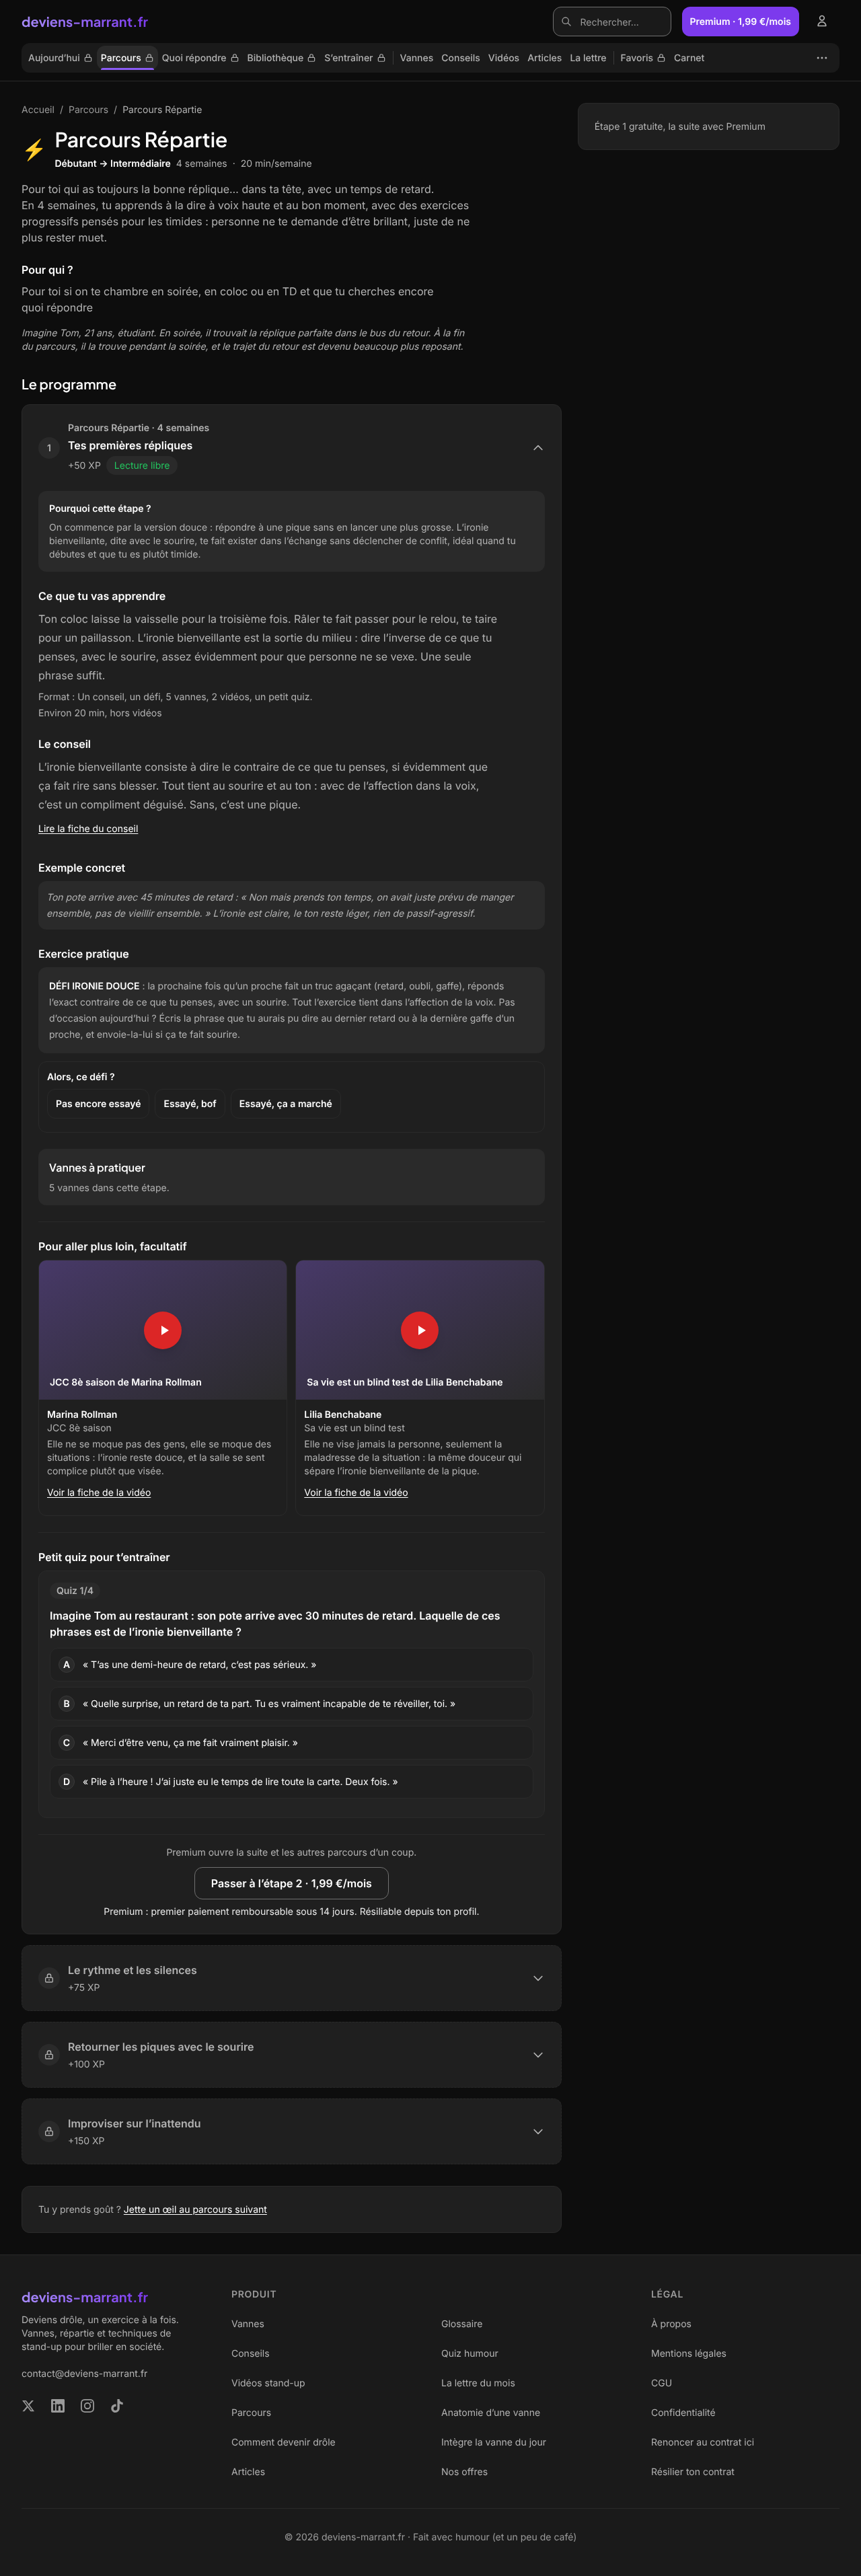 deviens-marrant.fr
Rechercher...
Premium · 1,99 €/mois
Aujourd'hui
Parcours
Quoi répondre
Bibliothèque
S'entraîner
Vannes
Conseils
Vidéos
Articles
La lettre
Favoris
Carnet
Accueil / Parcours / Parcours Répartie
Étape 1 gratuite, la suite avec Premium
Parcours Répartie
Débutant → Intermédiaire 4 semaines · 20 min/semaine
Pour toi qui as toujours la bonne réplique… dans ta tête, avec un temps de retard.
En 4 semaines, tu apprends à la dire à voix haute et au bon moment, avec des exercices
progressifs pensés pour les timides : personne ne te demande d'être brillant, juste de ne
plus rester muet.
Pour qui ?
Pour toi si on te chambre en soirée, en coloc ou en TD et que tu cherches encore
quoi répondre
Imagine Tom, 21 ans, étudiant. En soirée, il trouvait la réplique parfaite dans le bus du retour. À la fin
du parcours, il la trouve pendant la soirée, et le trajet du retour est devenu beaucoup plus reposant.
Le programme
Parcours Répartie · 4 semaines
1
Tes premières répliques
+50 XP
Lecture libre
Pourquoi cette étape ?
On commence par la version douce : répondre à une pique sans en lancer une plus grosse. L'ironie
bienveillante, dite avec le sourire, te fait exister dans l'échange sans déclencher de conflit, idéal quand tu
débutes et que tu es plutôt timide.
Ce que tu vas apprendre
Ton coloc laisse la vaisselle pour la troisième fois. Râler te fait passer pour le relou, te taire
pour un paillasson. L'ironie bienveillante est la sortie du milieu : dire l'inverse de ce que tu
penses, avec le sourire, assez évidemment pour que personne ne se vexe. Une seule
phrase suffit.
Format : Un conseil, un défi, 5 vannes, 2 vidéos, un petit quiz.
Environ 20 min, hors vidéos
Le conseil
L'ironie bienveillante consiste à dire le contraire de ce que tu penses, si évidemment que
ça fait rire sans blesser. Tout tient au sourire et au ton : avec de l'affection dans la voix,
c'est un compliment déguisé. Sans, c'est une pique.
Lire la fiche du conseil
Exemple concret
Ton pote arrive avec 45 minutes de retard : « Non mais prends ton temps, on avait juste prévu de manger
ensemble, pas de vieillir ensemble. » L'ironie est claire, le ton reste léger, rien de passif-agressif.
Exercice pratique
DÉFI IRONIE DOUCE : la prochaine fois qu'un proche fait un truc agaçant (retard, oubli, gaffe), réponds
l'exact contraire de ce que tu penses, avec un sourire. Tout l'exercice tient dans l'affection de la voix. Pas
d'occasion aujourd'hui ? Écris la phrase que tu aurais pu dire au dernier retard ou à la dernière gaffe d'un
proche, et envoie-la-lui si ça te fait sourire.
Alors, ce défi ?
Pas encore essayé
Essayé, bof
Essayé, ça a marché
Vannes à pratiquer
5 vannes dans cette étape.
Pour aller plus loin, facultatif
JCC 8è saison de Marina Rollman
Marina Rollman
JCC 8è saison
Elle ne se moque pas des gens, elle se moque des
situations : l'ironie reste douce, et la salle se sent
complice plutôt que visée.
Voir la fiche de la vidéo
Sa vie est un blind test de Lilia Benchabane
Lilia Benchabane
Sa vie est un blind test
Elle ne vise jamais la personne, seulement la
maladresse de la situation : la même douceur qui
sépare l'ironie bienveillante de la pique.
Voir la fiche de la vidéo
Petit quiz pour t'entraîner
Quiz 1/4
Imagine Tom au restaurant : son pote arrive avec 30 minutes de retard. Laquelle de ces
phrases est de l'ironie bienveillante ?
A « T'as une demi-heure de retard, c'est pas sérieux. »
B « Quelle surprise, un retard de ta part. Tu es vraiment incapable de te réveiller, toi. »
C « Merci d'être venu, ça me fait vraiment plaisir. »
D « Pile à l'heure ! J'ai juste eu le temps de lire toute la carte. Deux fois. »
Premium ouvre la suite et les autres parcours d'un coup.
Passer à l'étape 2 · 1,99 €/mois
Premium : premier paiement remboursable sous 14 jours. Résiliable depuis ton profil.
Le rythme et les silences
+75 XP
Retourner les piques avec le sourire
+100 XP
Improviser sur l'inattendu
+150 XP
Tu y prends goût ? Jette un œil au parcours suivant
deviens-marrant.fr
Deviens drôle, un exercice à la fois.
Vannes, répartie et techniques de
stand-up pour briller en société.
contact@deviens-marrant.fr
PRODUIT
Vannes
Conseils
Vidéos stand-up
Parcours
Comment devenir drôle
Articles
Glossaire
Quiz humour
La lettre du mois
Anatomie d'une vanne
Intègre la vanne du jour
Nos offres
LÉGAL
À propos
Mentions légales
CGU
Confidentialité
Renoncer au contrat ici
Résilier ton contrat
© 2026 deviens-marrant.fr · Fait avec humour (et un peu de café)